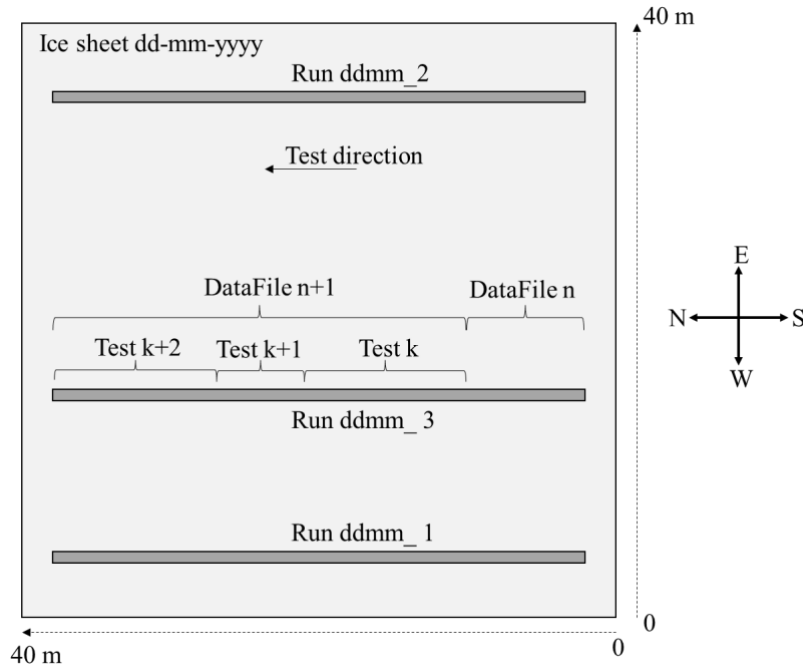 40 m
Ice sheet dd-mm-yyyy
Run ddmm_2
Test direction
E
N S
W
DataFile n+1 DataFile n
Test k+2 Test k+1 Test k
Run ddmm_ 3
Run ddmm_ 1
0
0
40 m